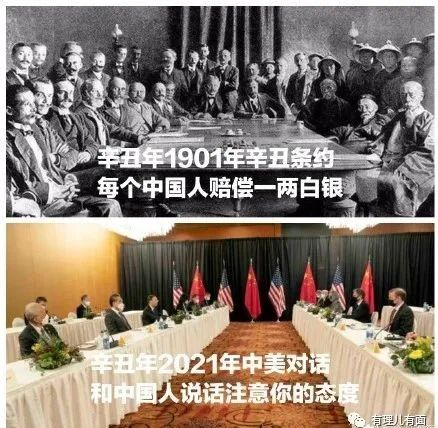 辛丑年1901年辛丑条约
每个中国人赔偿一两白银
辛丑年2021年中美对话
和中国人说话注意你的态度
有理儿有面